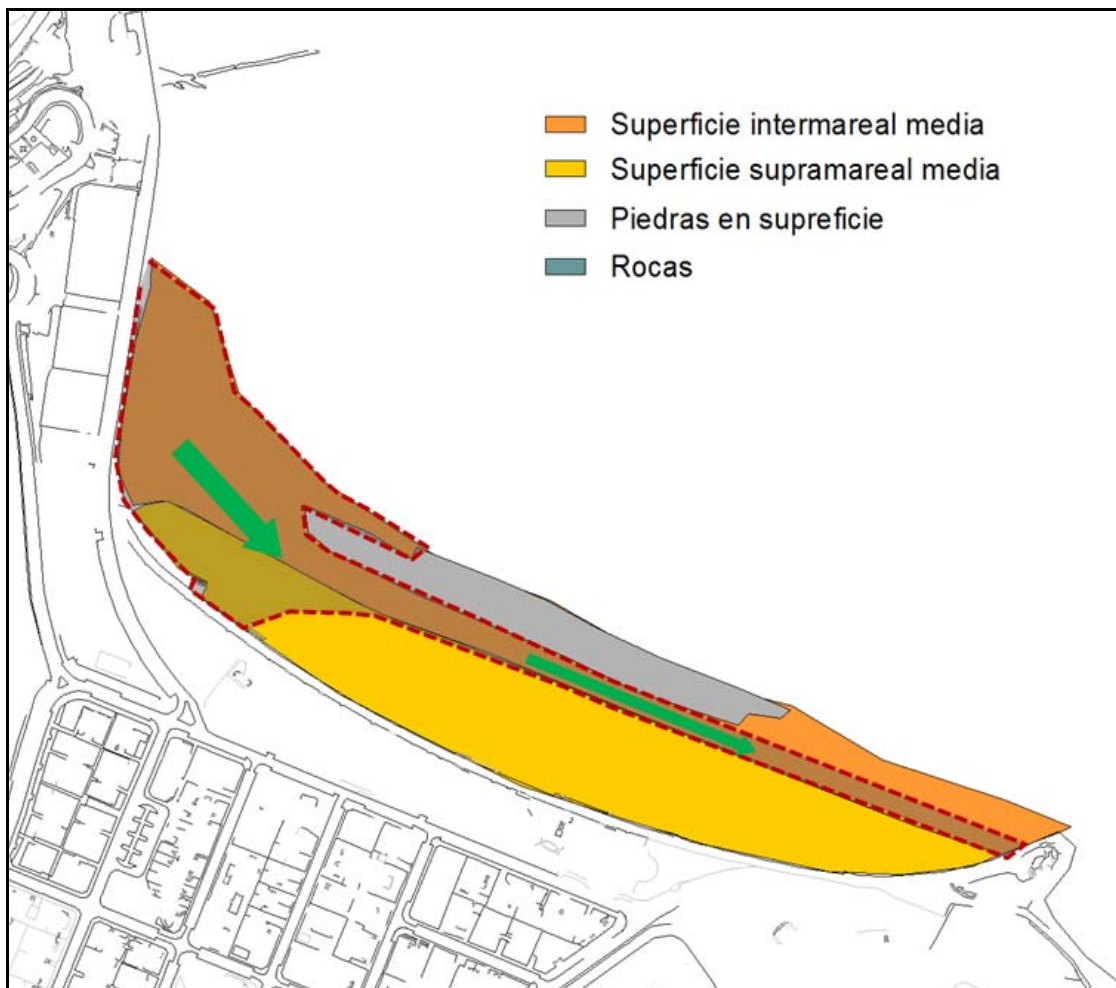 Superficie intermareal media
Superficie supramareal media
Piedras en supreficie
Rocas